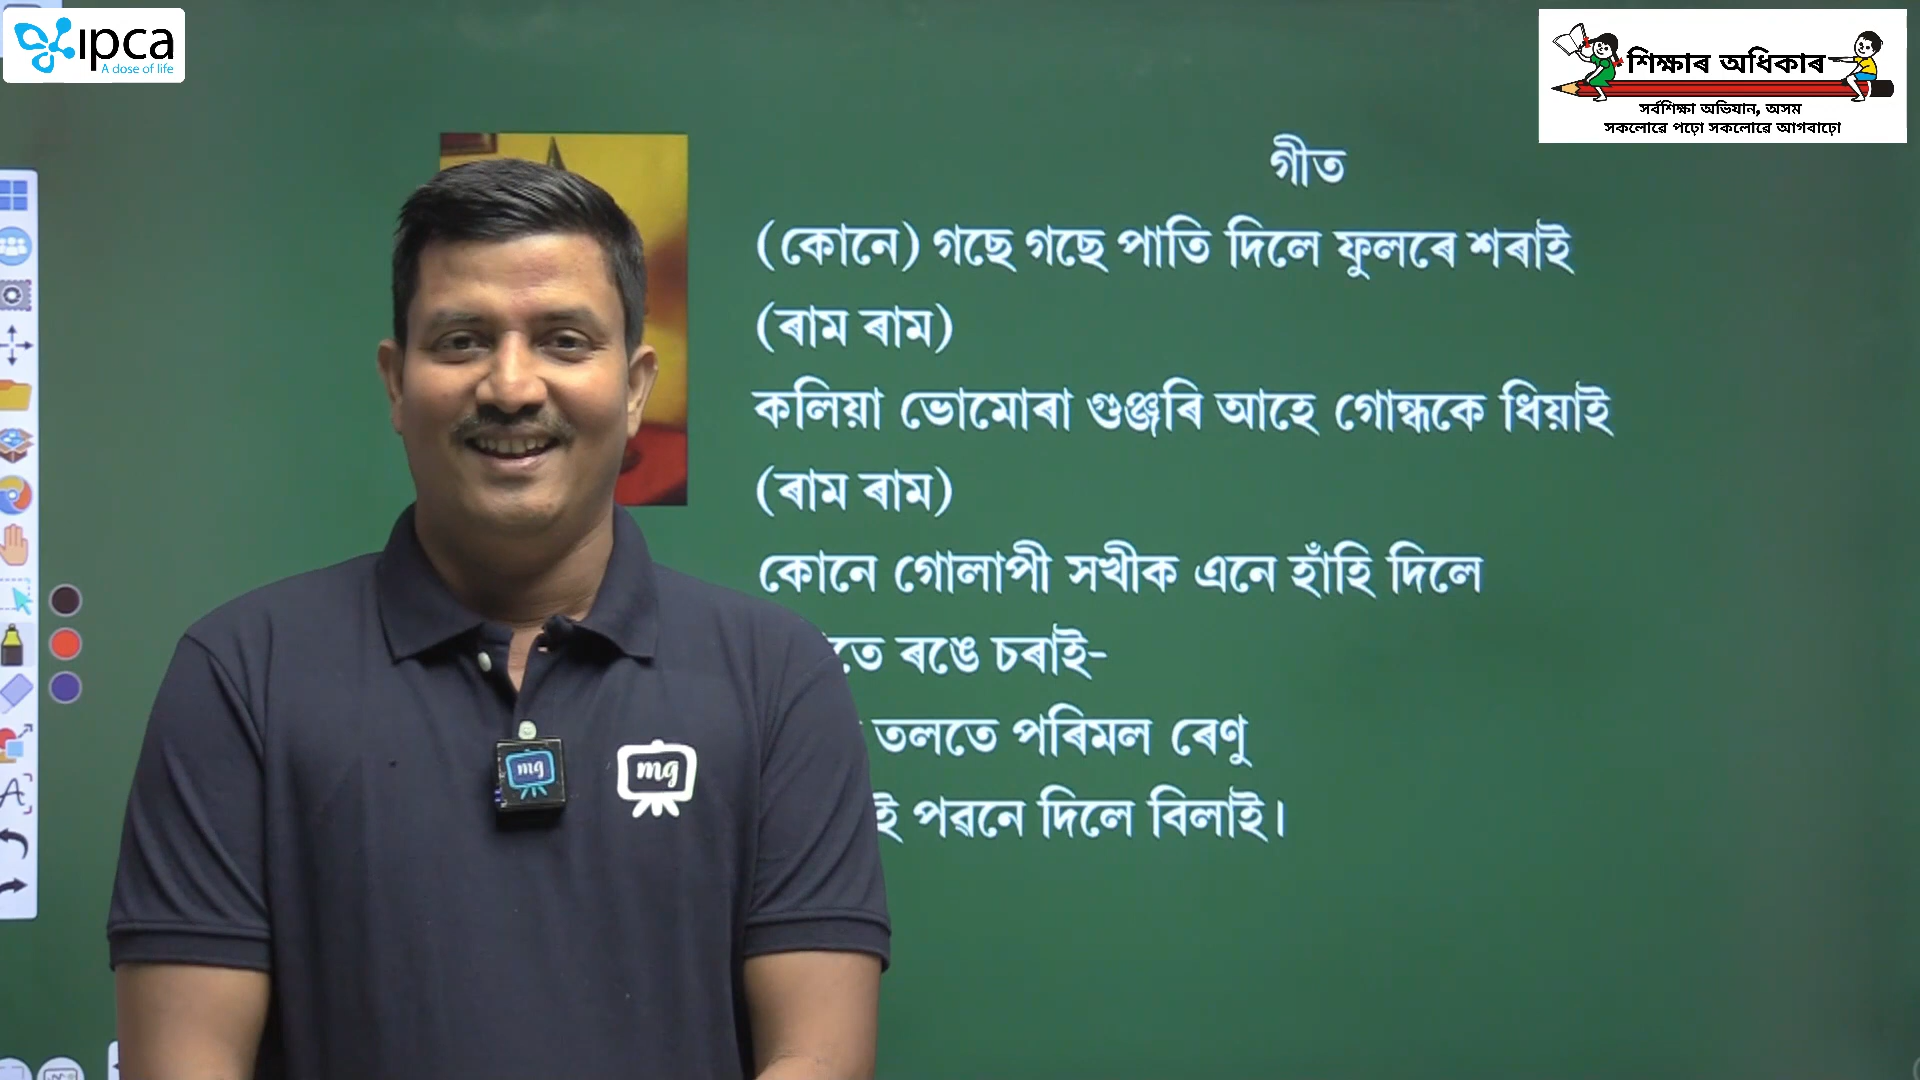 ipca
A dose of life
শিক্ষাৰ অধিকাৰ
সৰ্বশিক্ষা অভিযান, অসম
সকলোৱে পঢ়ো সকলোৱে আগবাঢ়ো
গীত
(কোনে) গছে গছে পাতি দিলে ফুলৰে শৰাই
(ৰাম ৰাম)
কলিয়া ভোমোৰা গুঞ্জৰি আহে গোন্ধকে ধিয়াই
(ৰাম ৰাম)
কোনে গোলাপী সখীক এনে হাঁহি দিলে
ৰঙে চৰাই-
তলতে পৰিমল ৰেণু
পৱনে দিলে বিলাই।
mg
mg